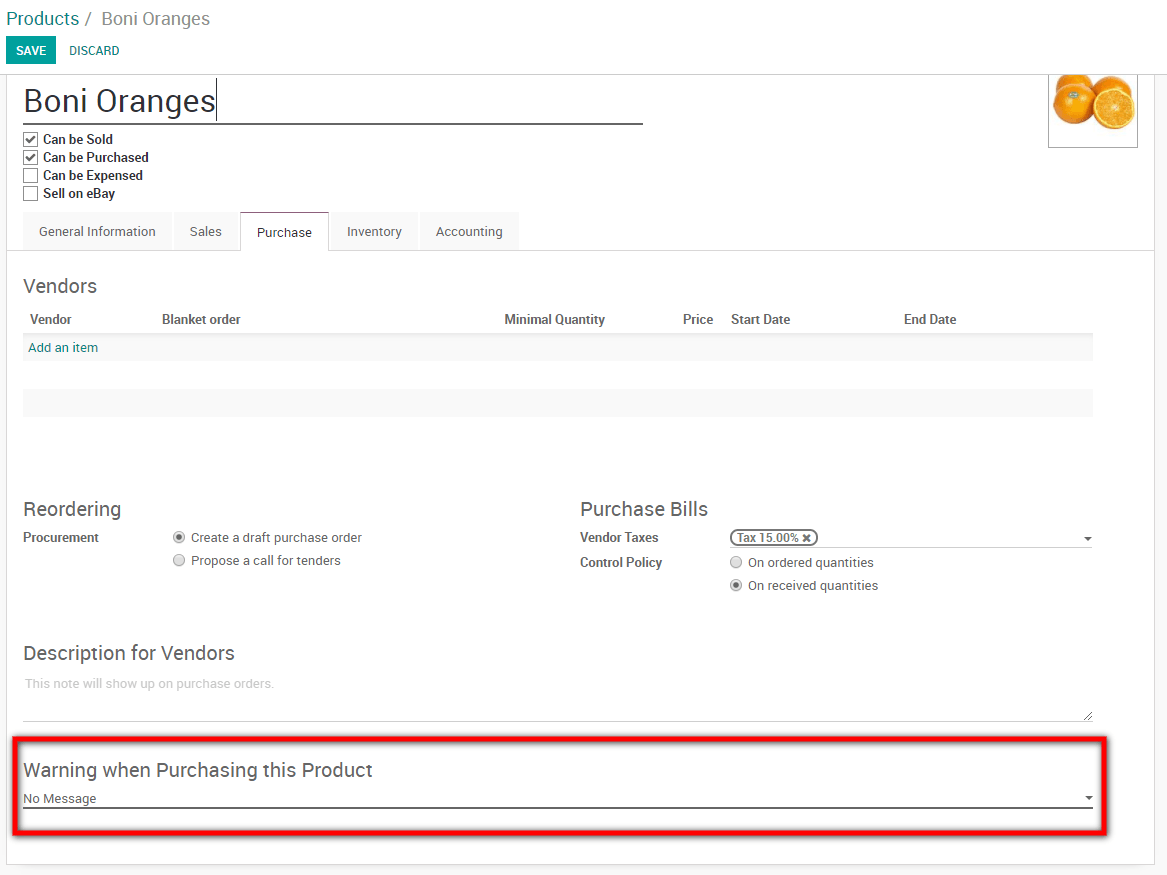 Products / Boni Oranges
SAVE DISCARD
Boni Oranges
Can be Sold
Can be Purchased
Can be Expensed
Sell on eBay
General Information Sales Purchase Inventory Accounting
Vendors
Vendor Blanket order Minimal Quantity Price Start Date End Date
Add an item
Reordering
Procurement Create a draft purchase order
Propose a call for tenders
Purchase Bills
Vendor Taxes Tax 15.00% ×
Control Policy On ordered quantities
On received quantities
Description for Vendors
This note will show up on purchase orders.
Warning when Purchasing this Product
No Message